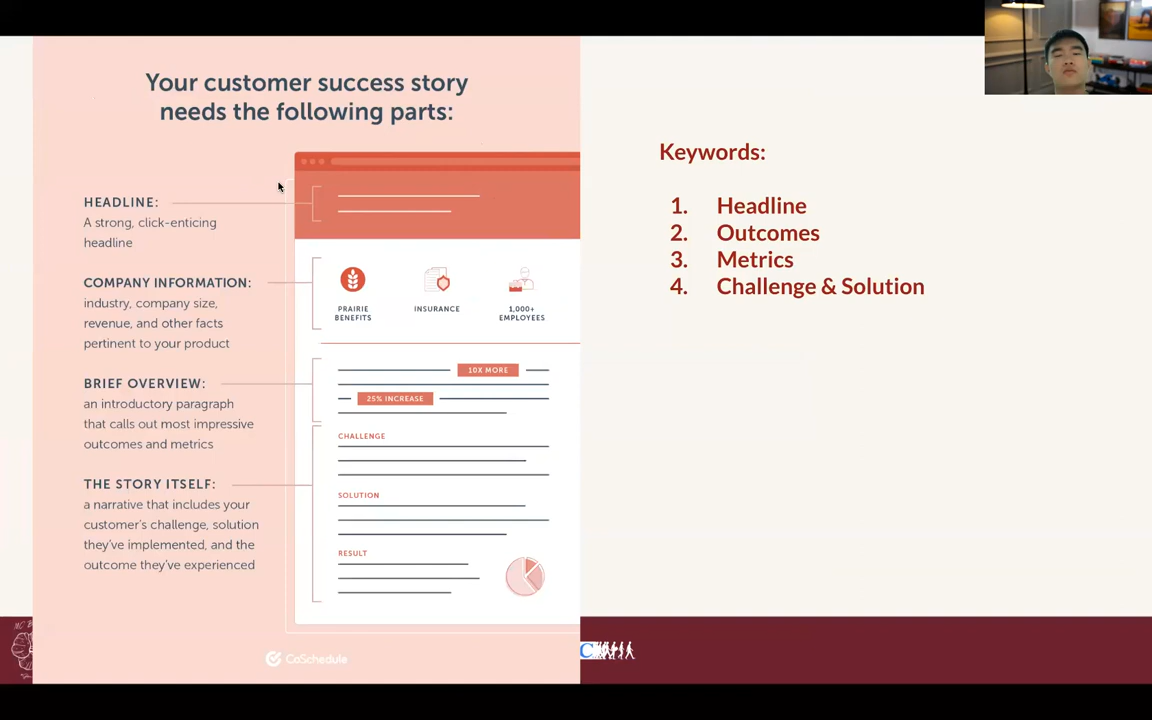 Your customer success story
needs the following parts:
HEADLINE:
A strong, click-enticing
headline
COMPANY INFORMATION:
industry, company size,
revenue, and other facts
pertinent to your product
BRIEF OVERVIEW:
an introductory paragraph
that calls out most impressive
outcomes and metrics
THE STORY ITSELF:
a narrative that includes your
customer's challenge, solution
they've implemented, and the
outcome they've experienced
PRAIRIE
BENEFITS
INSURANCE
1,000+
EMPLOYEES
10X MORE
25% INCREASE
CHALLENGE
SOLUTION
RESULT
CoSchedule
Keywords:
1. Headline
2. Outcomes
3. Metrics
4. Challenge & Solution
C